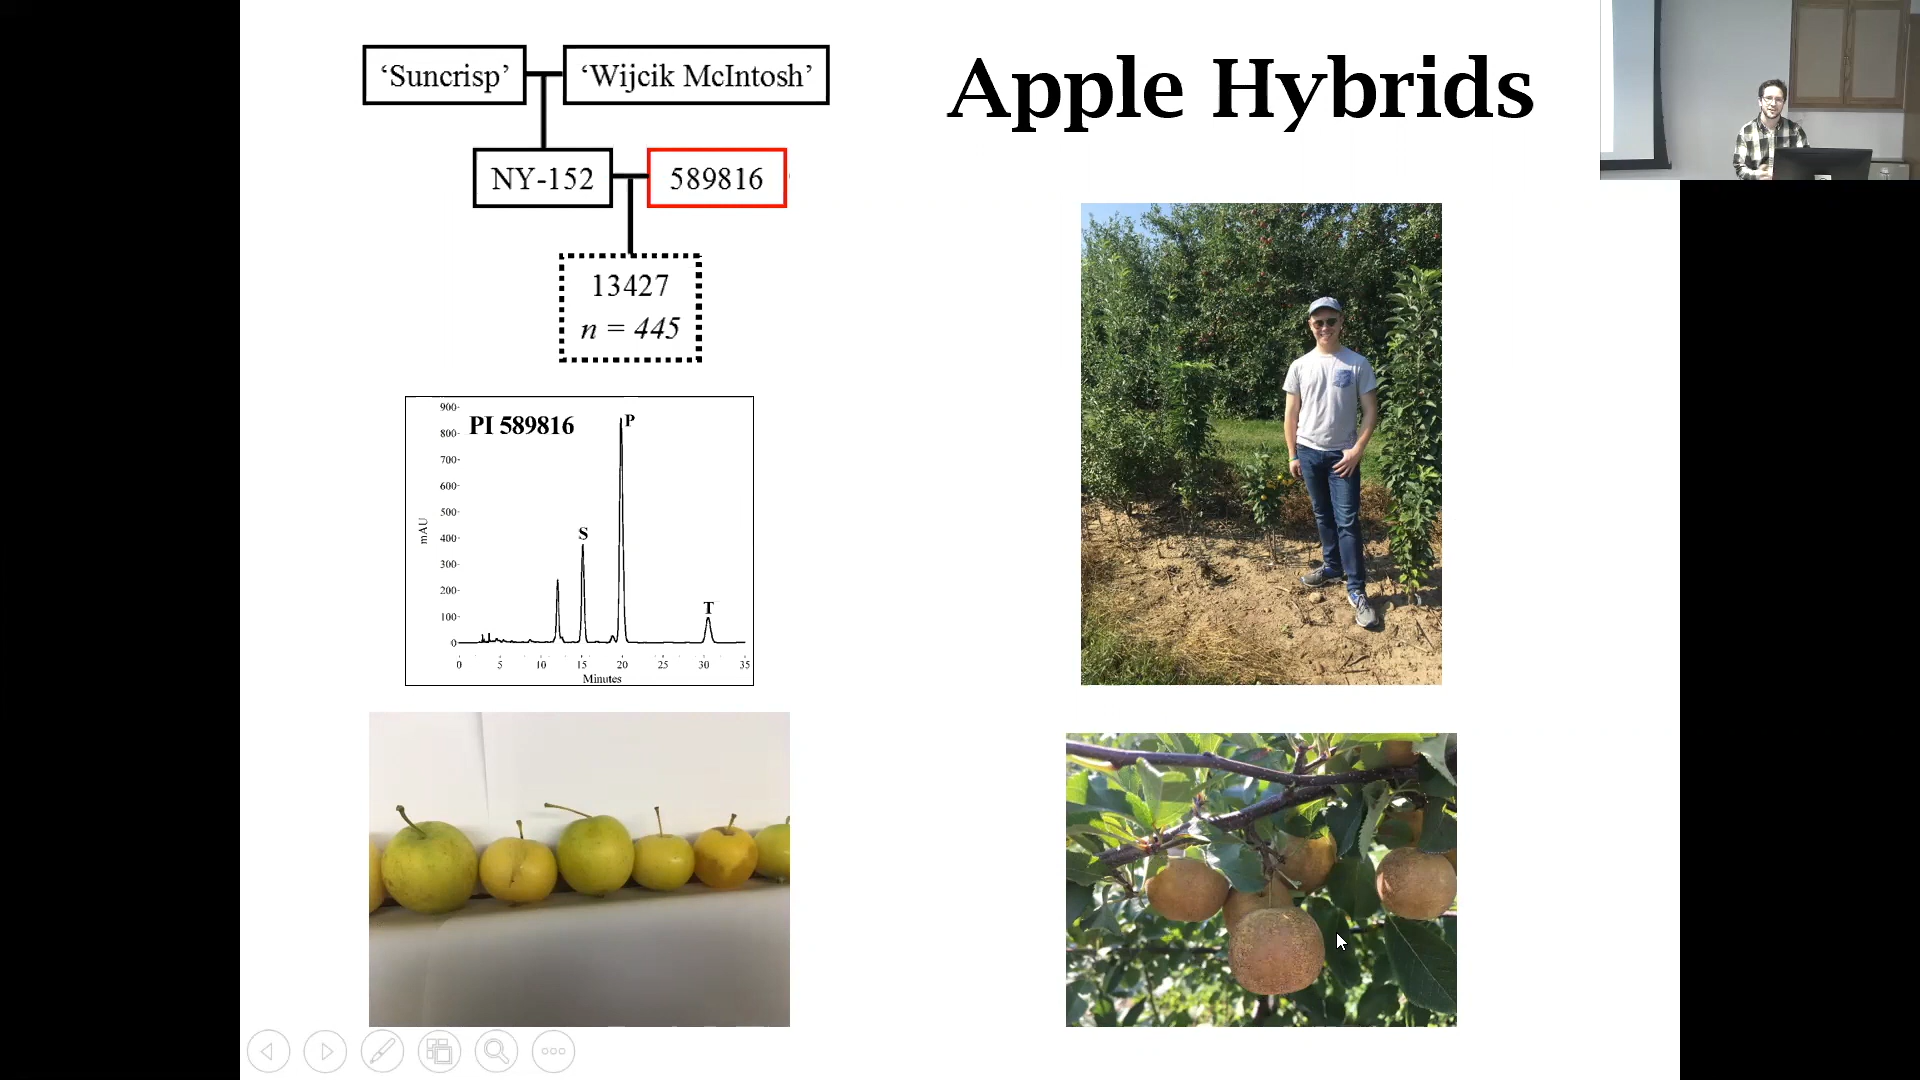 Apple Hybrids
‘Suncrisp’
‘Wijcik McIntosh’
NY-152
589816
13427
n = 445
PI 589816
P
S
T
mAU
900
800
700
600
500
400
300
200
100
0
0 5 10 15 20 25 30 35
Minutes